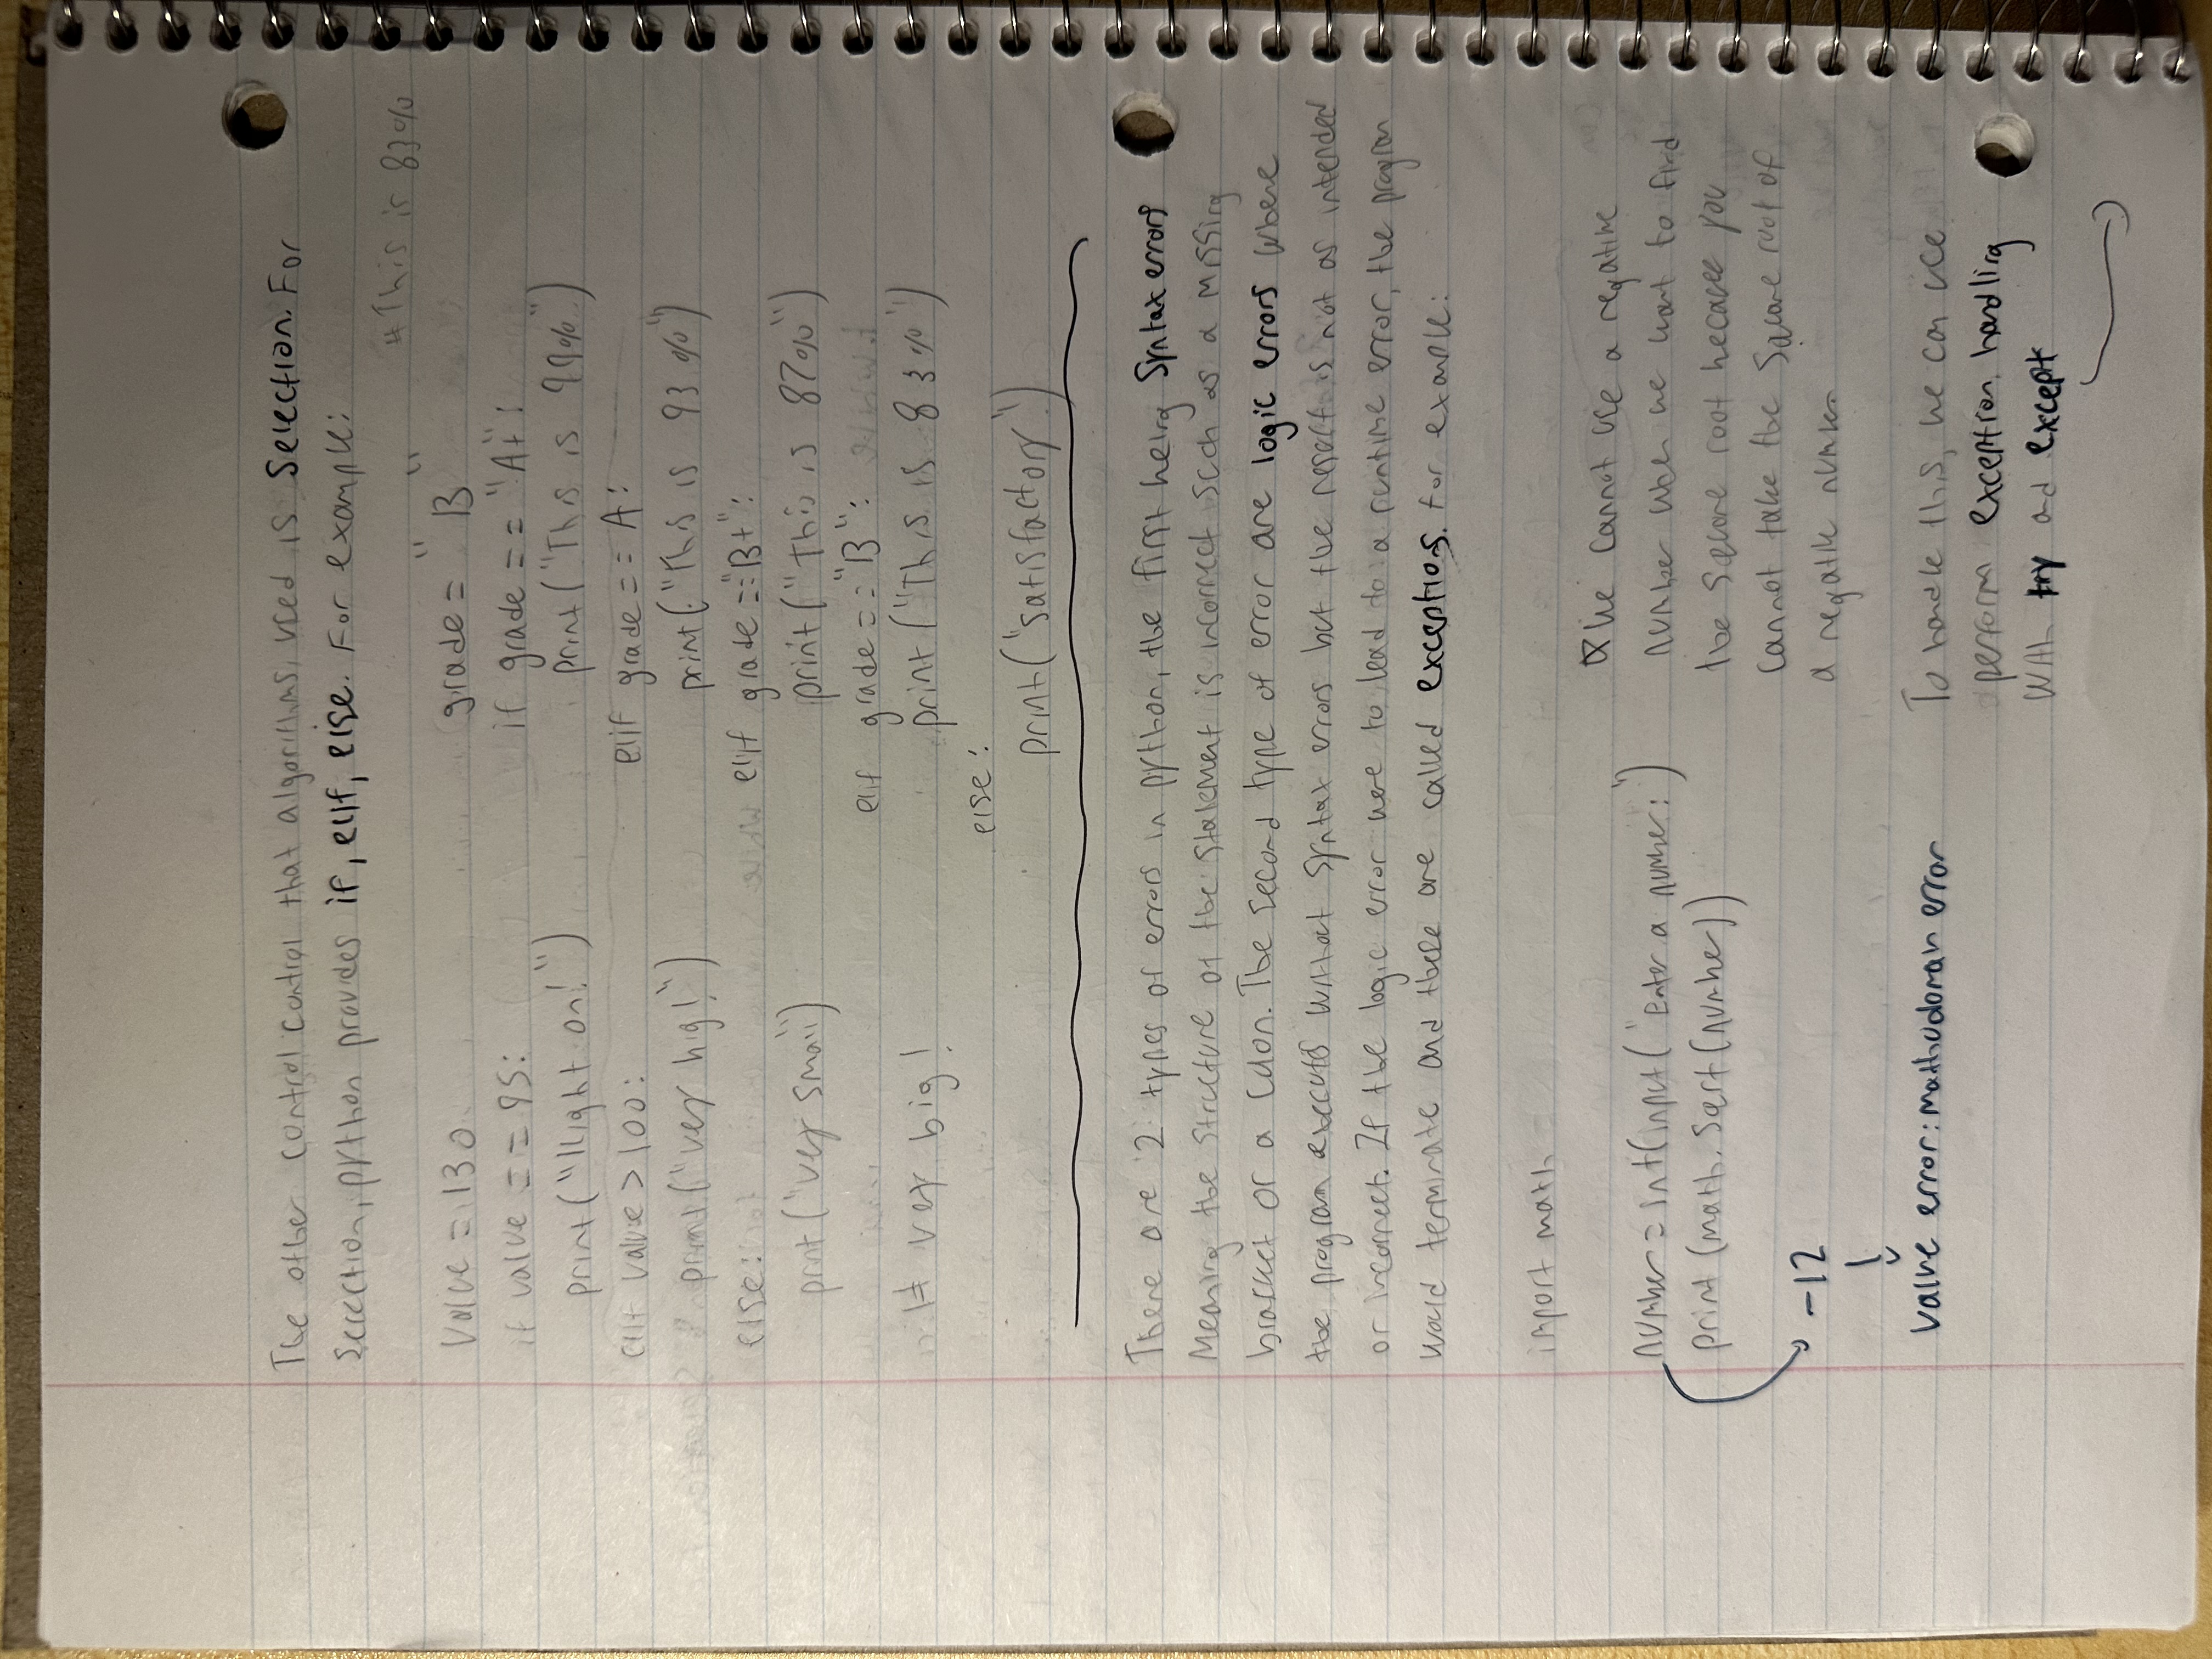 The other control control that algorithms, used is Selection. For
Selection, python provides if, elif, else. For example:
#This is 83%
Value = 130
if value == 95:
print("Right on!")
elif value > 100:
print("very big!")
else:
print("very small")
# very big!
grade = "B"
if grade == "A+":
print("This is 99%")
elif grade == A:
print("This is 93%")
elif grade == "B+":
print("This is 87%")
elif grade == "B":
print("This is 83%")
else:
print("satisfactory")
There are 2 types of errors in python, the first being Syntax errors
Meaning the structure of the statement is incorrect such as a missing
bracket or a colon. The second type of error are logic errors where
the program executes without syntax errors but the result is not as intended
or incorrect. If the logic error were to lead to a runtime error, the program
would terminate and these are called exceptions. For example:
import math
number = int(input("Enter a number:")
print (math.sqrt(number))
-12
Value error: math domain error
We cannot use a negative
number when we want to find
the square root because you
cannot take the square root of
a negative number
To handle this, we can use
perform exception handling
With try and except